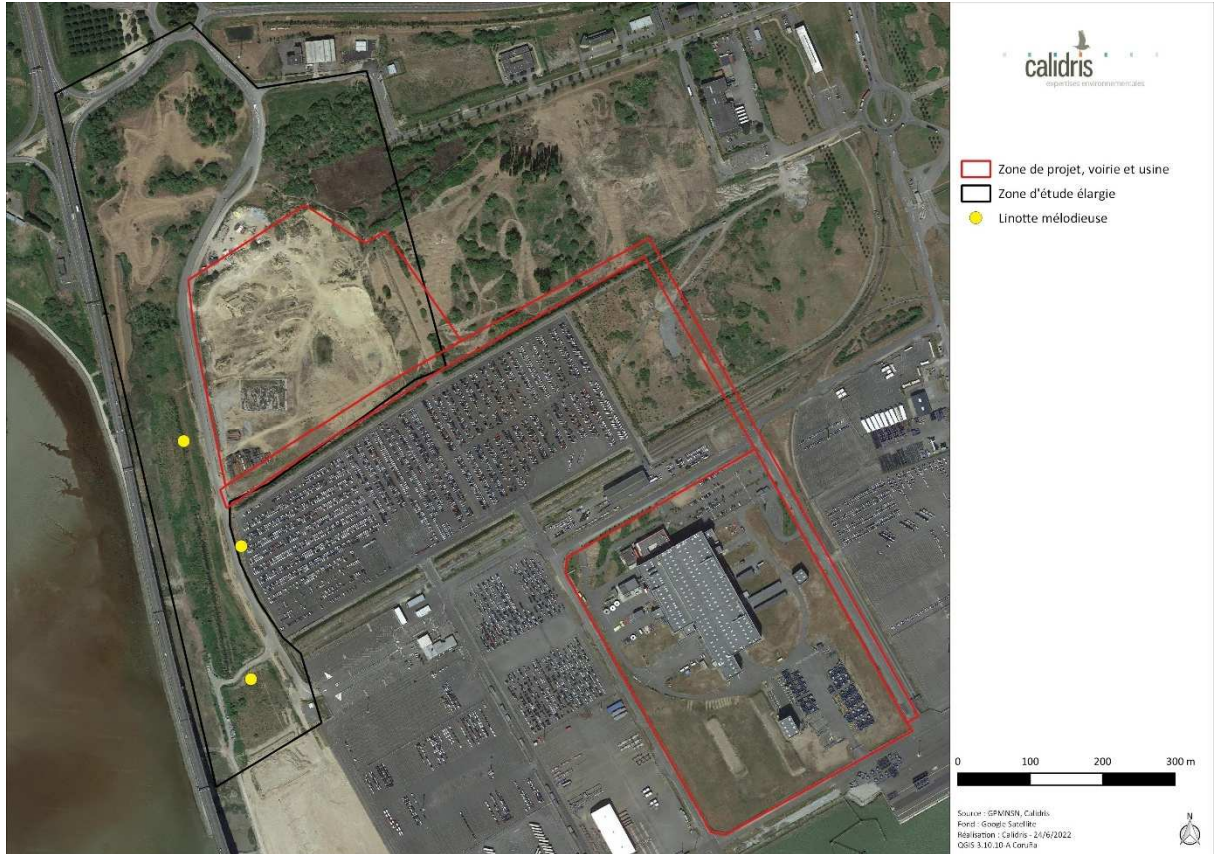 calidris
expertises environnementales
Zone de projet, voirie et usine
Zone d'étude élargie
Linotte mélodieuse
0 100 200 300 m
Source : GPMNSN, Calidris
Fond : Google Satellite
Réalisation : Calidris - 24/6/2022
QGIS 3.10.10-A Coruña
N